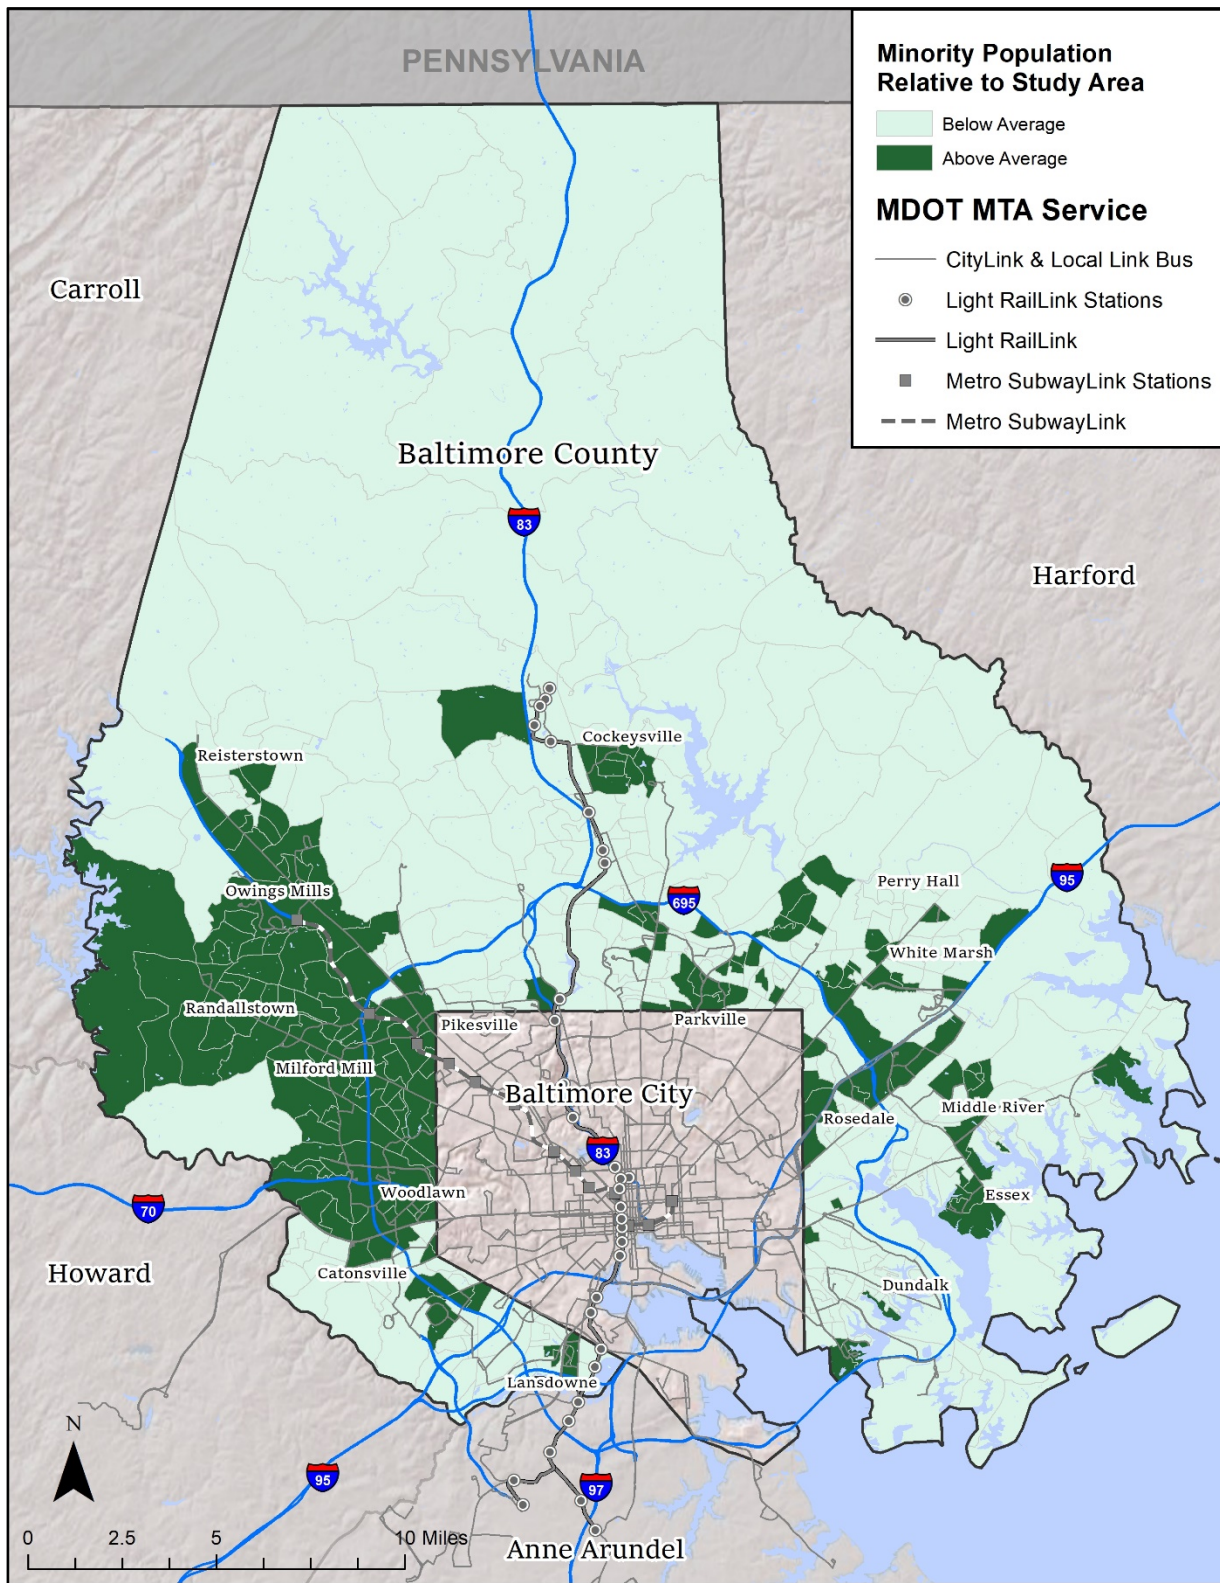 PENNSYLVANIA
Minority Population
Relative to Study Area
Below Average
Above Average
MDOT MTA Service
CityLink & Local Link Bus
Light RailLink Stations
Light RailLink
Metro SubwayLink Stations
Metro SubwayLink
Carroll
Baltimore County
83
Harford
Cockeysville
Reisterstown
Owings Mills
695
Perry Hall
95
White Marsh
Randallstown
Pikesville
Parkville
Milford Mill
Baltimore City
Middle River
Rosedale
83
Woodlawn
Essex
70
Howard
Catonsville
Dundalk
Lansdowne
N
95
97
0 2.5 5 10 Miles
Anne Arundel